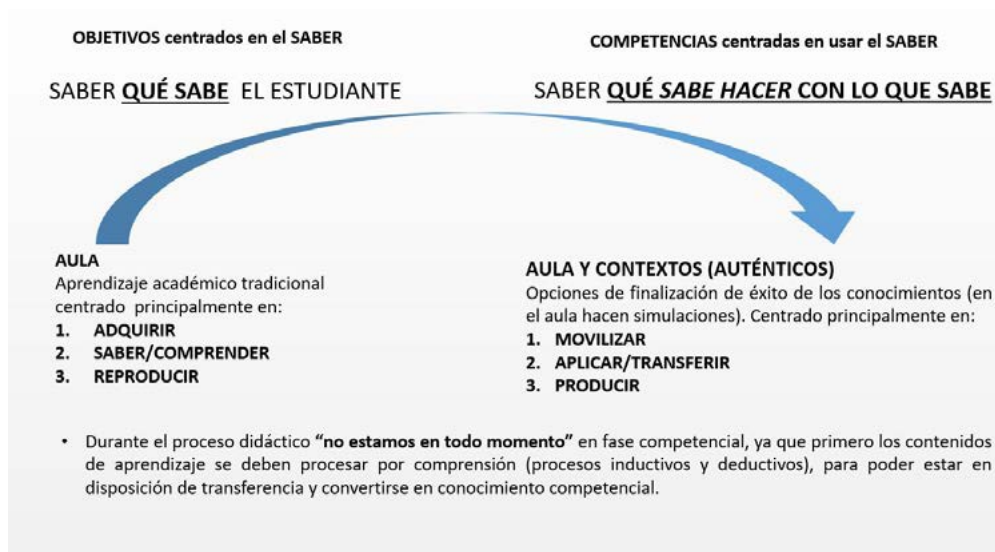 OBJETIVOS centrados en el SABER
SABER QUÉ SABE EL ESTUDIANTE
COMPETENCIAS centradas en usar el SABER
SABER QUÉ SABE HACER CON LO QUE SABE
AULA
Aprendizaje académico tradicional
centrado principalmente en:
1. ADQUIRIR
2. SABER/COMPRENDER
3. REPRODUCIR
AULA Y CONTEXTOS (AUTÉNTICOS)
Opciones de finalización de éxito de los conocimientos (en
el aula hacen simulaciones). Centrado principalmente en:
1. MOVILIZAR
2. APLICAR/TRANSFERIR
3. PRODUCIR
• Durante el proceso didáctico “no estamos en todo momento” en fase competencial, ya que primero los contenidos
de aprendizaje se deben procesar por comprensión (procesos inductivos y deductivos), para poder estar en
disposición de transferencia y convertirse en conocimiento competencial.